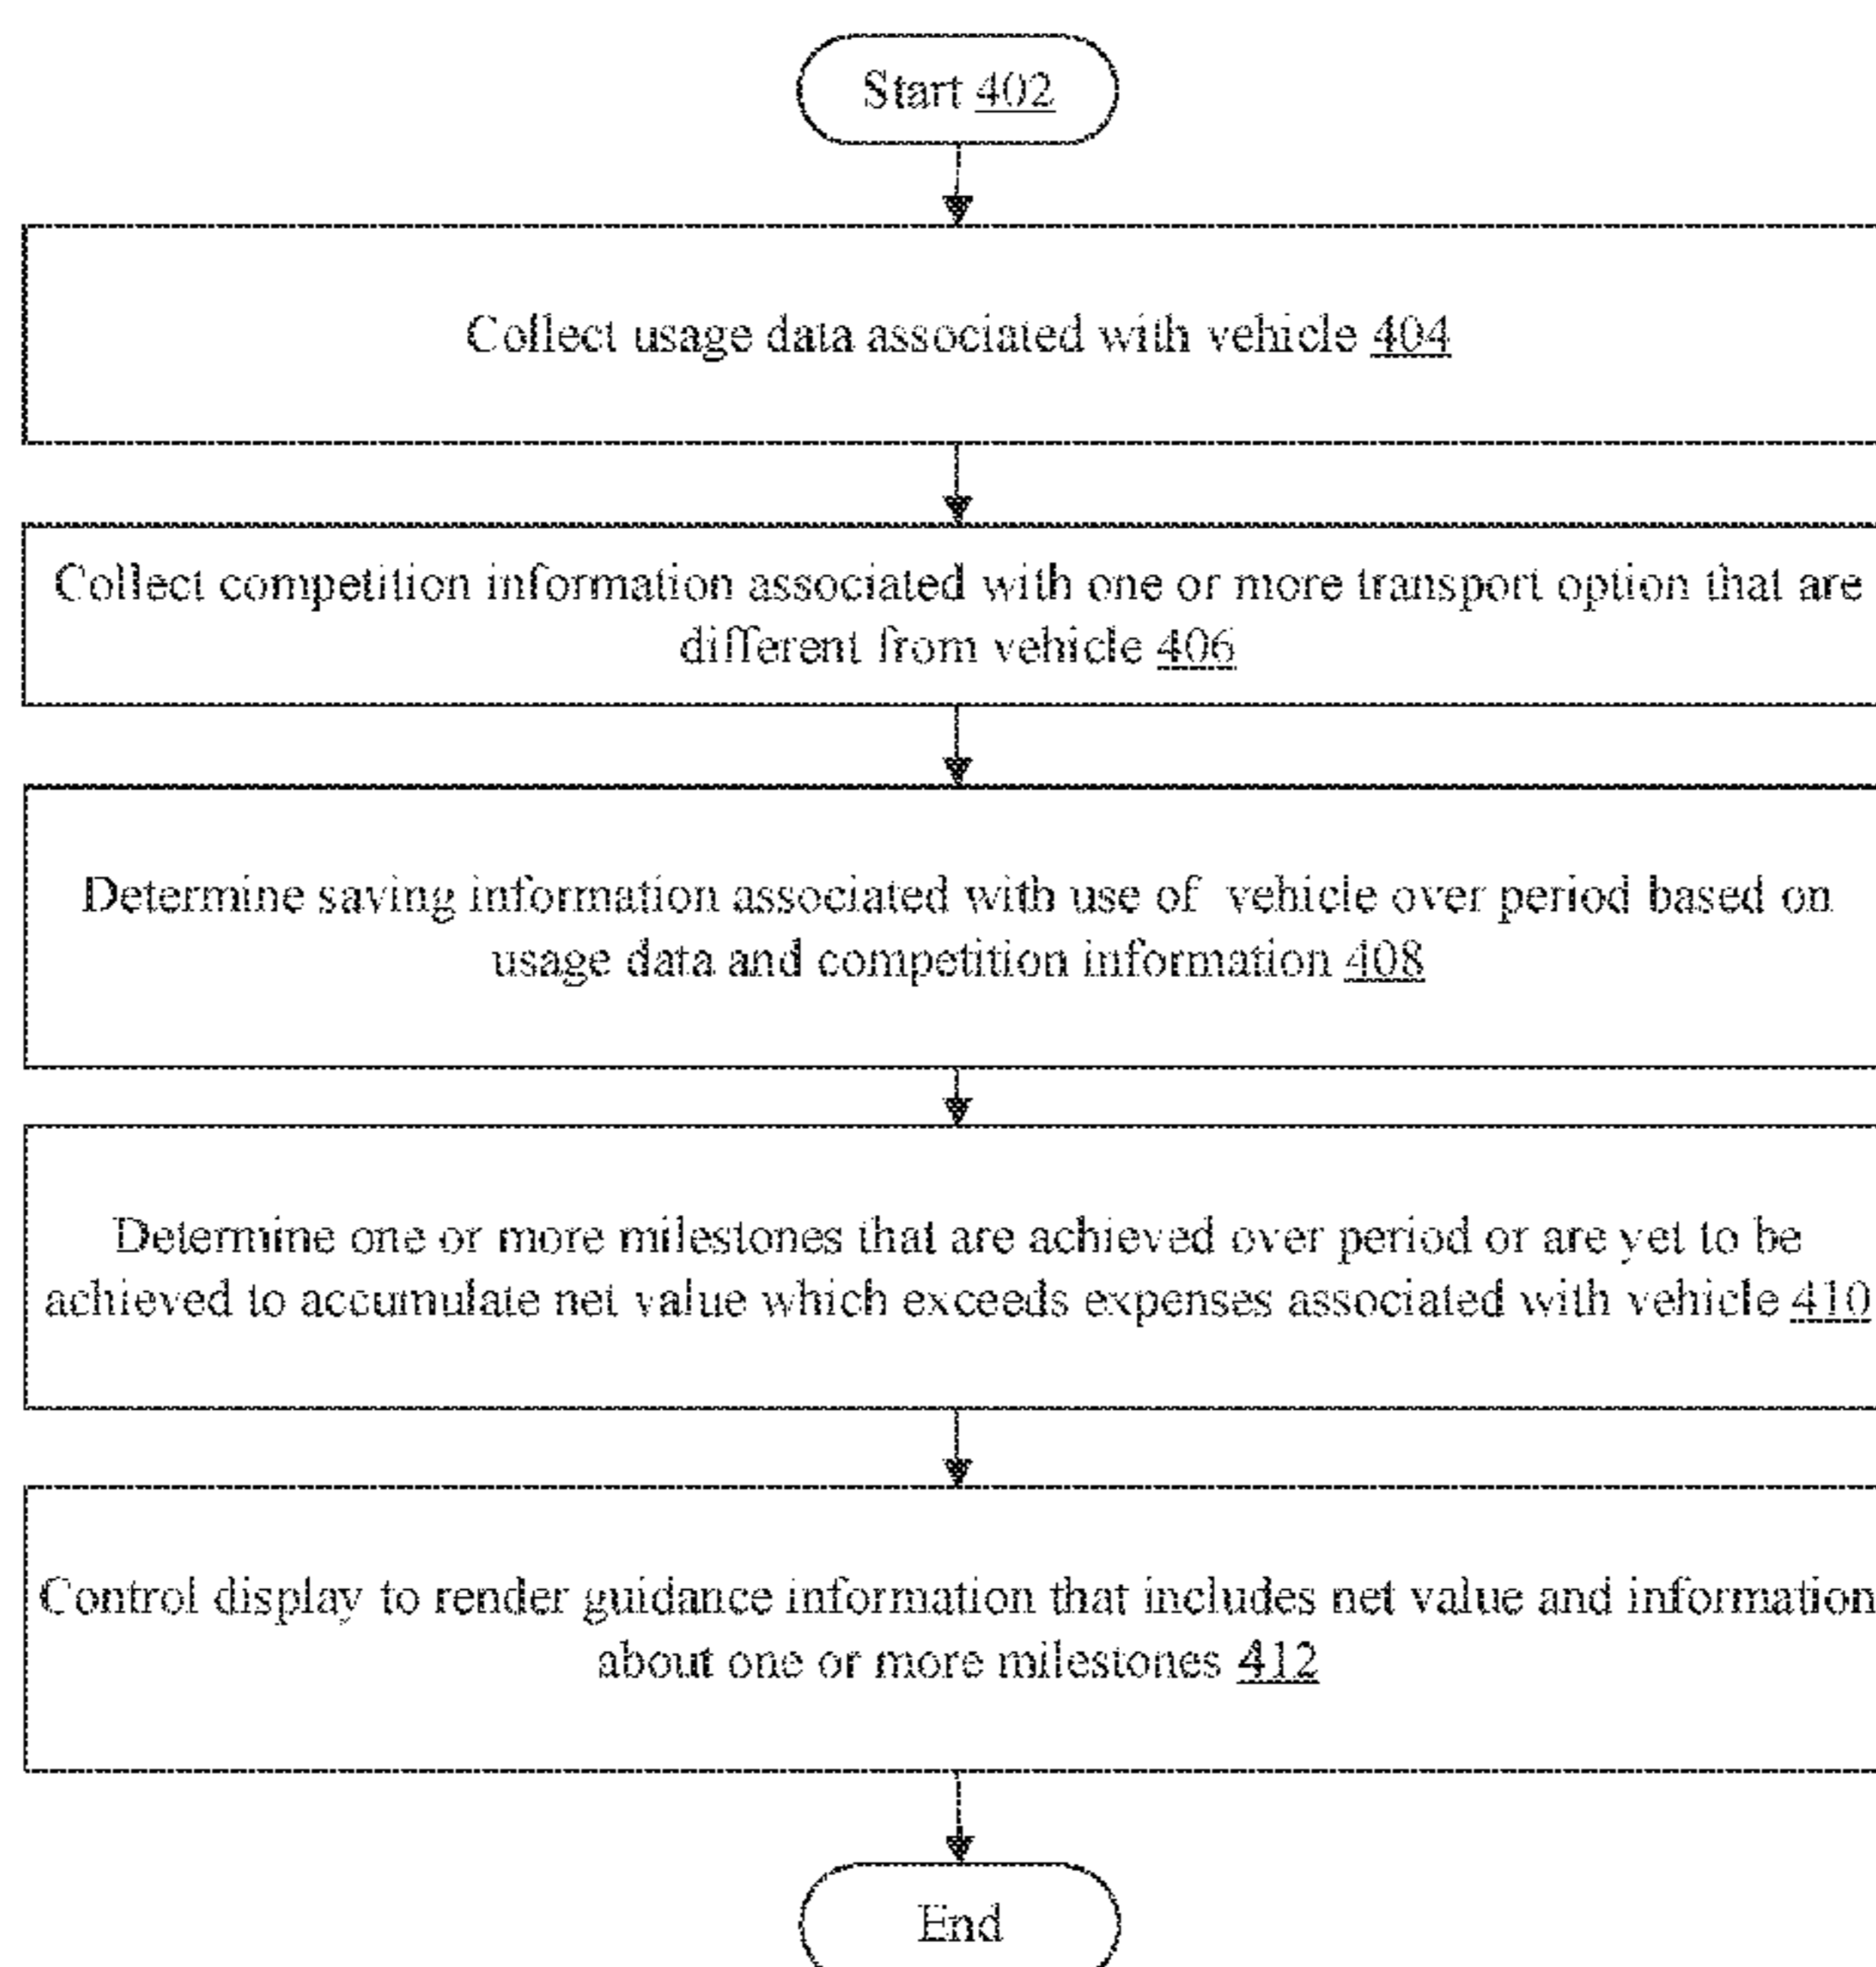 Start 402
Collect usage data associated with vehicle 404
Collect competition information associated with one or more transport option that are
different from vehicle 406
Determine saving information associated with use of vehicle over period based on
usage data and competition information 408
Determine one or more milestones that are achieved over period or are yet to be
achieved to accumulate net value which exceeds expenses associated with vehicle 410
Control display to render guidance information that includes net value and information
about one or more milestones 412
End